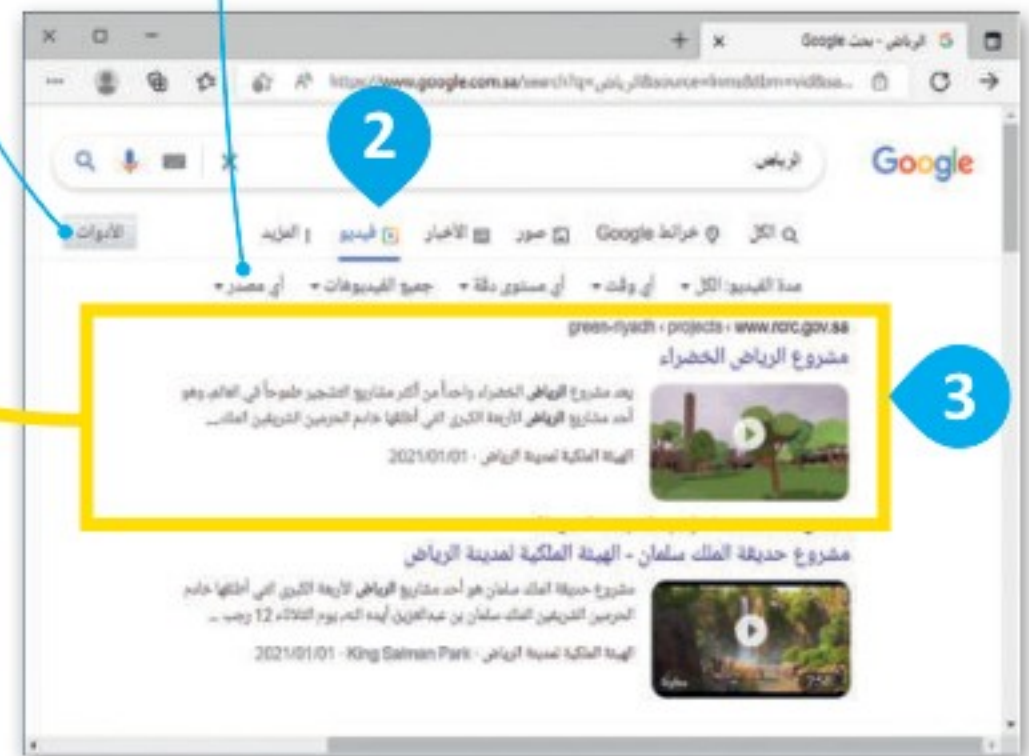 الرياض - بحث Google
https://www.google.com.sa/search?q=الرياض&source=lnms&tbm=vid&sa...
2
Google
الرياض
الكل
خرائط Google
صور
الأخبار
فيديو
المزيد
الأدوات
مدة الفيديو: الكل
أي وقت
أي مستوى دقة
جميع الفيديوهات
أي مصدر
www.rcrc.gov.sa › projects › green-riyadh
مشروع الرياض الخضراء
3
يعد مشروع الرياض الخضراء واحداً من أكثر مشاريع التشجير طموحاً في العالم، وهو
أحد مشاريع الرياض الأربعة الكبرى التي أطلقها خادم الحرمين الشريفين الملك...
الهيئة الملكية لمدينة الرياض · 2021/01/01
مشروع حديقة الملك سلمان - الهيئة الملكية لمدينة الرياض
مشروع حديقة الملك سلمان هو أحد مشاريع الرياض الأربعة الكبرى التي أطلقها خادم
الحرمين الشريفين الملك سلمان بن عبدالعزيز، أيده الله، يوم الثلاثاء 12 رجب ...
الهيئة الملكية لمدينة الرياض · King Salman Park · 2021/01/01
معاينة
7:58